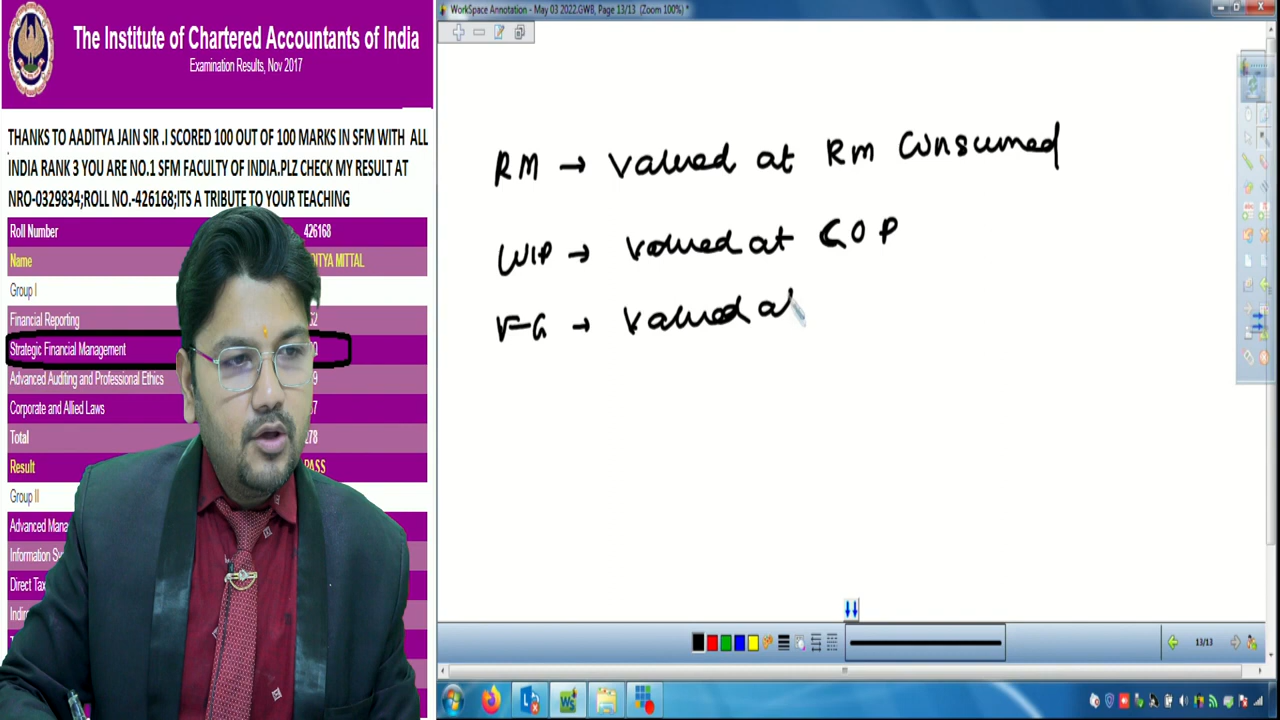 The Institute of Chartered Accountants of India
Examination Results, Nov 2017
THANKS TO AADITYA JAIN SIR .I SCORED 100 OUT OF 100 MARKS IN SFM WITH ALL
INDIA RANK 3 YOU ARE NO.1 SFM FACULTY OF INDIA.PLZ CHECK MY RESULT AT
NRO-0329834;ROLL NO.-426168;ITS A TRIBUTE TO YOUR TEACHING
Roll Number 426168
Name MITTAL
Group I
Financial Reporting
Strategic Financial Management
Advanced Auditing and Professional Ethics
Corporate and Allied Laws
Total 278
Result PASS
Group II
Advanced
Information
Direct
WorkSpace Annotation - May 03 2022.GWB, Page 13/13 (Zoom 100%) *
RM → Valued at RM Consumed
WIP → Valued at COP
FG → Valued at
13/13